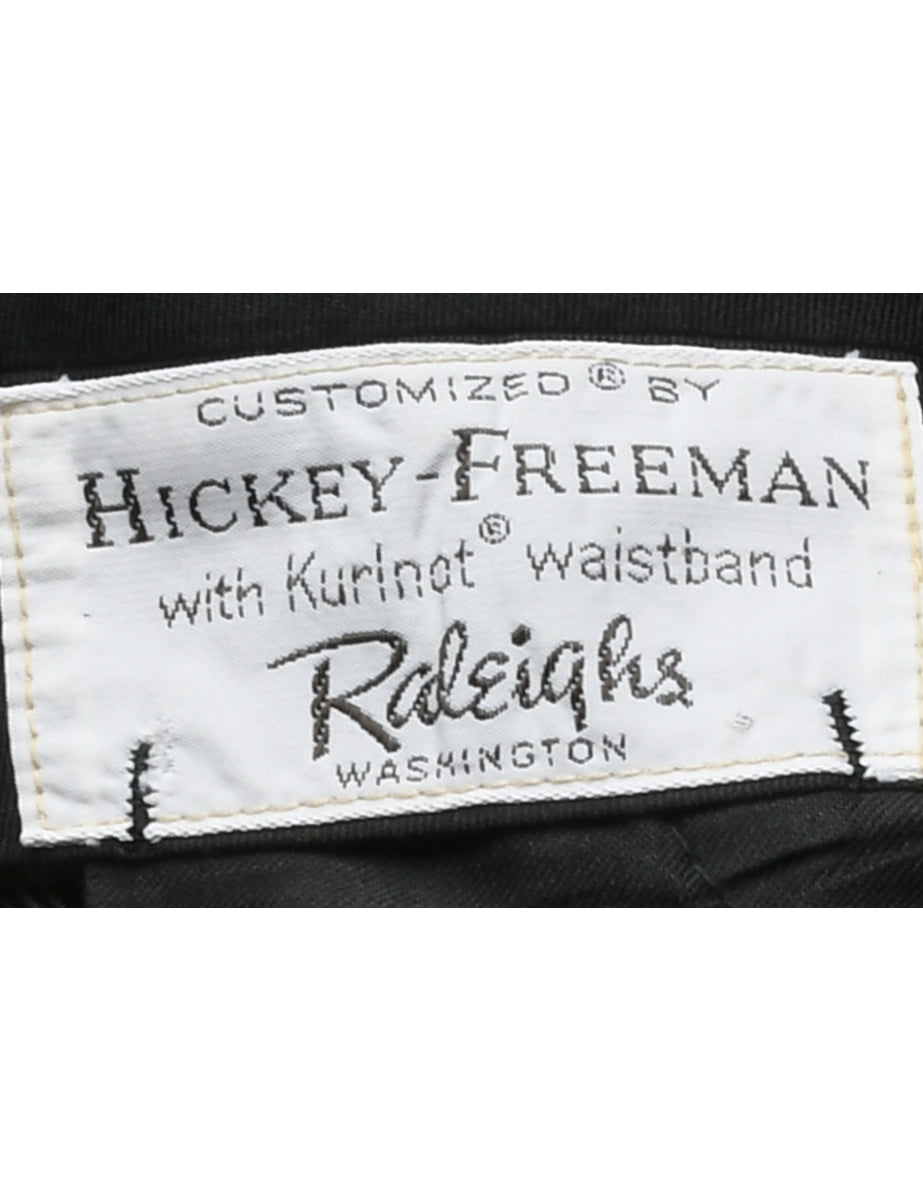 CUSTOMIZED® BY
HICKEY-FREEMAN
with Kurlnot® waistband
Raleighs
WASHINGTON